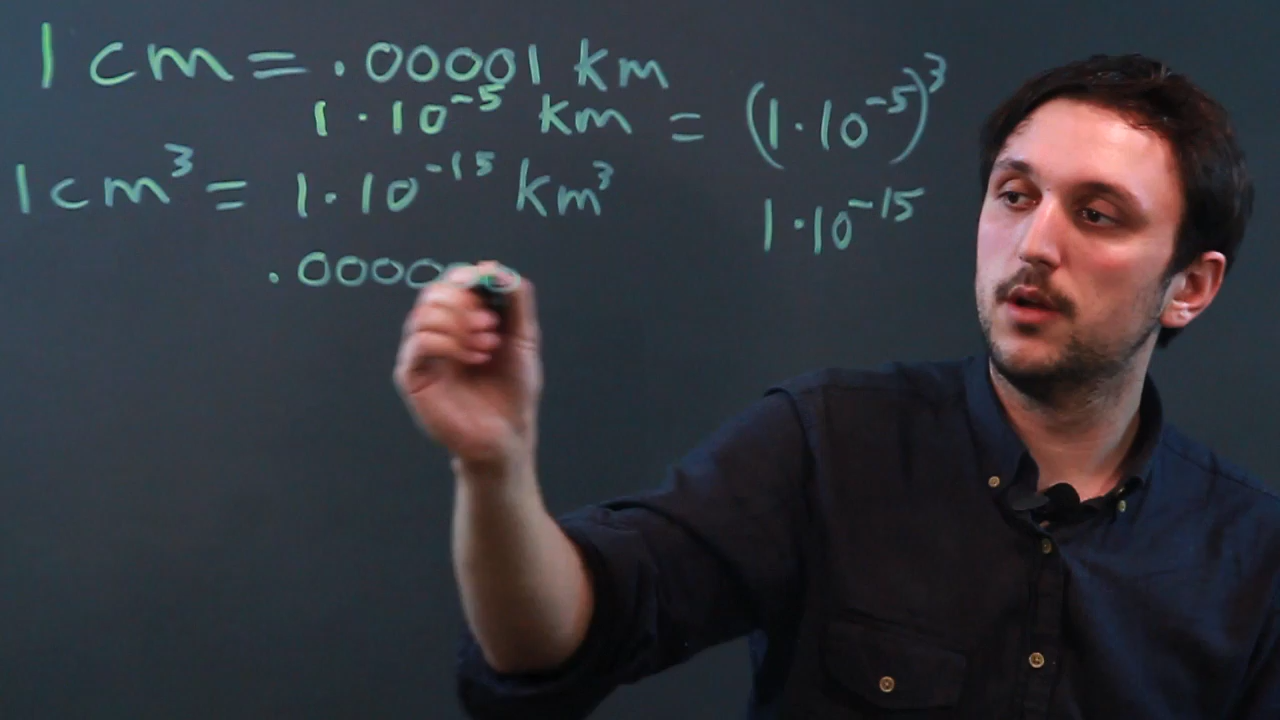 1 cm = .00001 km
1 · 10⁻⁵ km = (1 · 10⁻⁵)³
1 cm³ = 1 · 10⁻¹⁵ km³
1 · 10⁻¹⁵
.0000